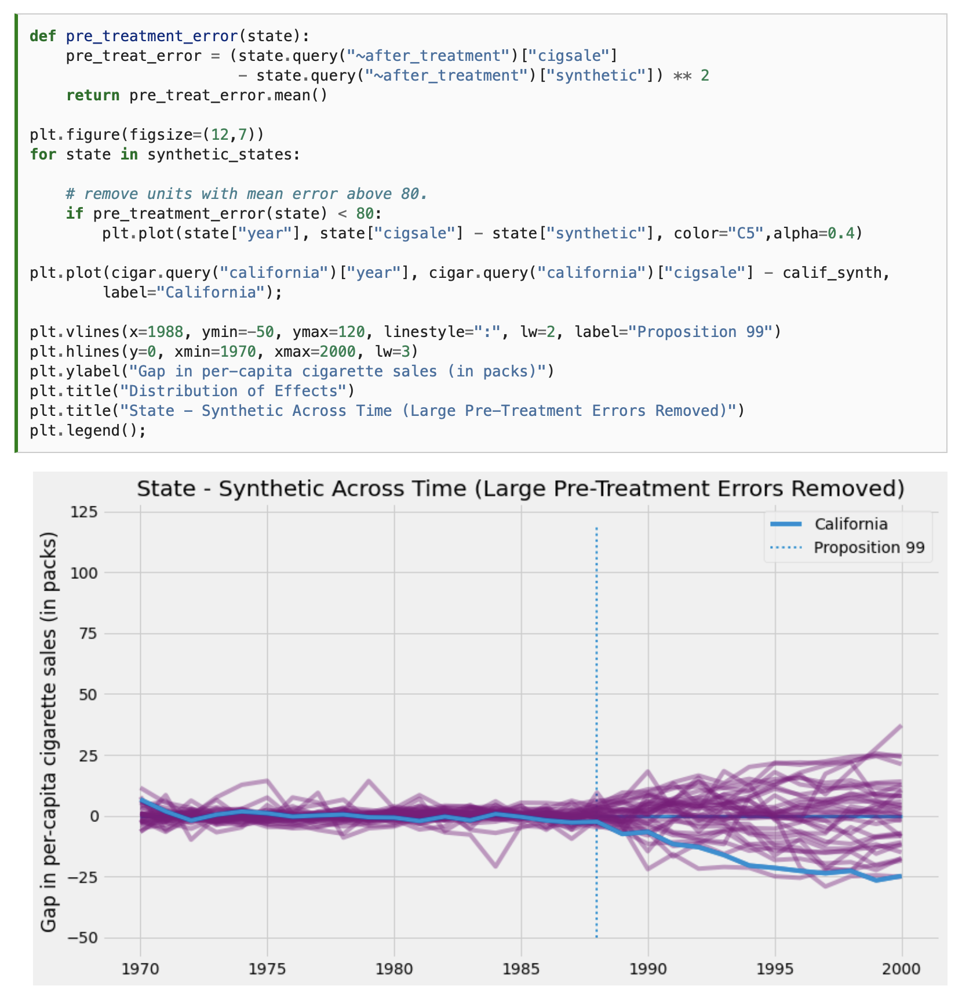 def pre_treatment_error(state):
    pre_treat_error = (state.query("~after_treatment")["cigsale"]
                       - state.query("~after_treatment")["synthetic"]) ** 2
    return pre_treat_error.mean()
plt.figure(figsize=(12,7))
for state in synthetic_states:
    # remove units with mean error above 80.
    if pre_treatment_error(state) < 80:
        plt.plot(state["year"], state["cigsale"] - state["synthetic"], color="C5",alpha=0.4)
plt.plot(cigar.query("california")["year"], cigar.query("california")["cigsale"] - calif_synth,
        label="California");
plt.vlines(x=1988, ymin=-50, ymax=120, linestyle=":", lw=2, label="Proposition 99")
plt.hlines(y=0, xmin=1970, xmax=2000, lw=3)
plt.ylabel("Gap in per-capita cigarette sales (in packs)")
plt.title("Distribution of Effects")
plt.title("State - Synthetic Across Time (Large Pre-Treatment Errors Removed)")
plt.legend();
State - Synthetic Across Time (Large Pre-Treatment Errors Removed)
Gap in per-capita cigarette sales (in packs)
125
100
75
50
25
0
−25
−50
California
Proposition 99
1970 1975 1980 1985 1990 1995 2000